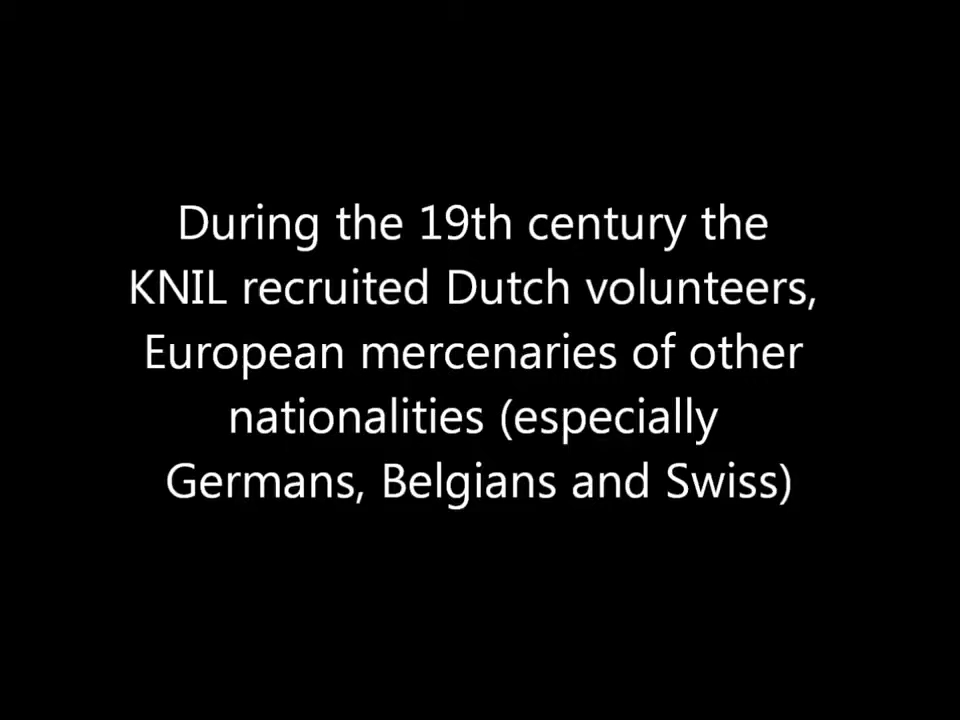 During the 19th century the
KNIL recruited Dutch volunteers,
European mercenaries of other
nationalities (especially
Germans, Belgians and Swiss)